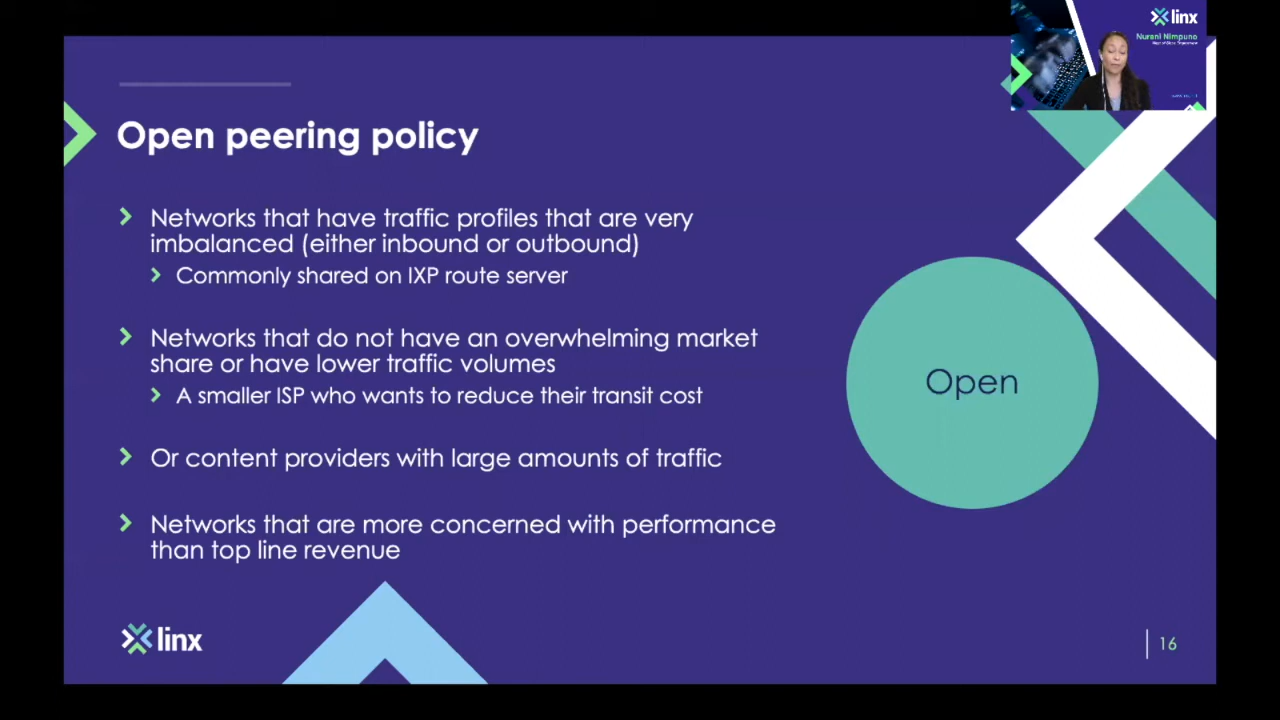 linx
Nurani Nimpuno
Open peering policy
Networks that have traffic profiles that are very
imbalanced (either inbound or outbound)
Commonly shared on IXP route server
Networks that do not have an overwhelming market
share or have lower traffic volumes
A smaller ISP who wants to reduce their transit cost
Or content providers with large amounts of traffic
Networks that are more concerned with performance
than top line revenue
Open
linx
16